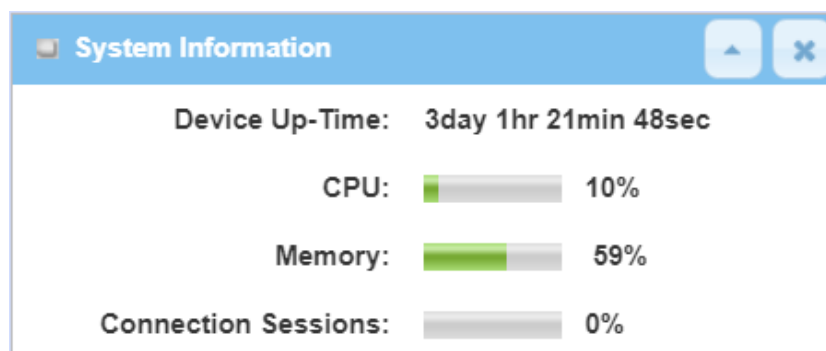 System Information
Device Up-Time: 3day 1hr 21min 48sec
CPU: 10%
Memory: 59%
Connection Sessions: 0%